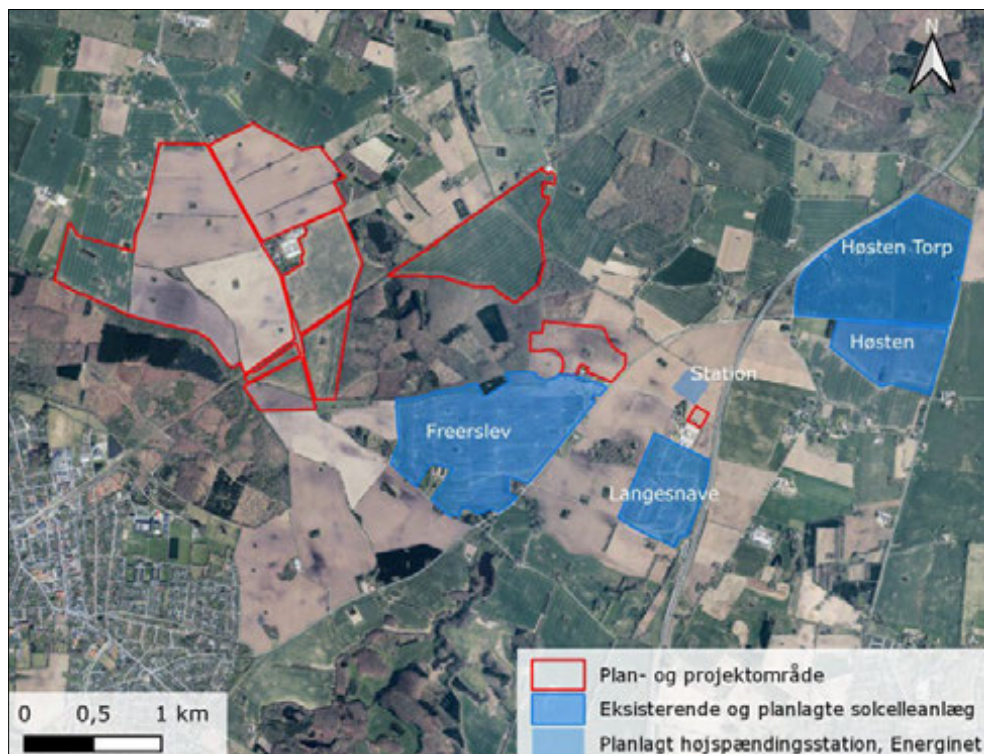 N
Høsten Torp
Høsten
Station
Freerslev
Langesnave
Plan- og projektområde
Eksisterende og planlagte solcelleanlæg
Planlagt højspændingsstation, Energinet
0 0,5 1 km